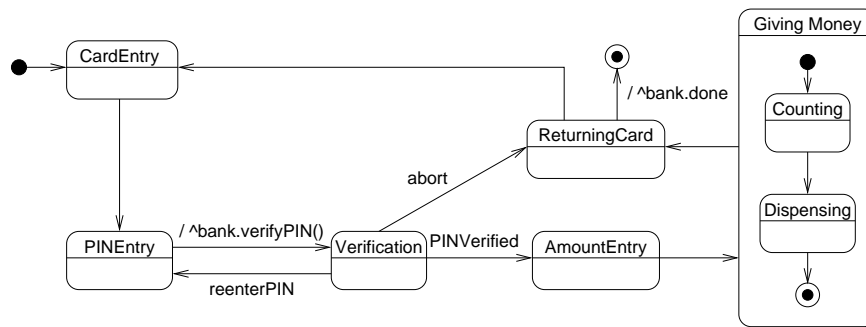 Giving Money
CardEntry
/ ^bank.done
Counting
ReturningCard
abort
Dispensing
/ ^bank.verifyPIN()
PINEntry
Verification
PINVerified
AmountEntry
reenterPIN